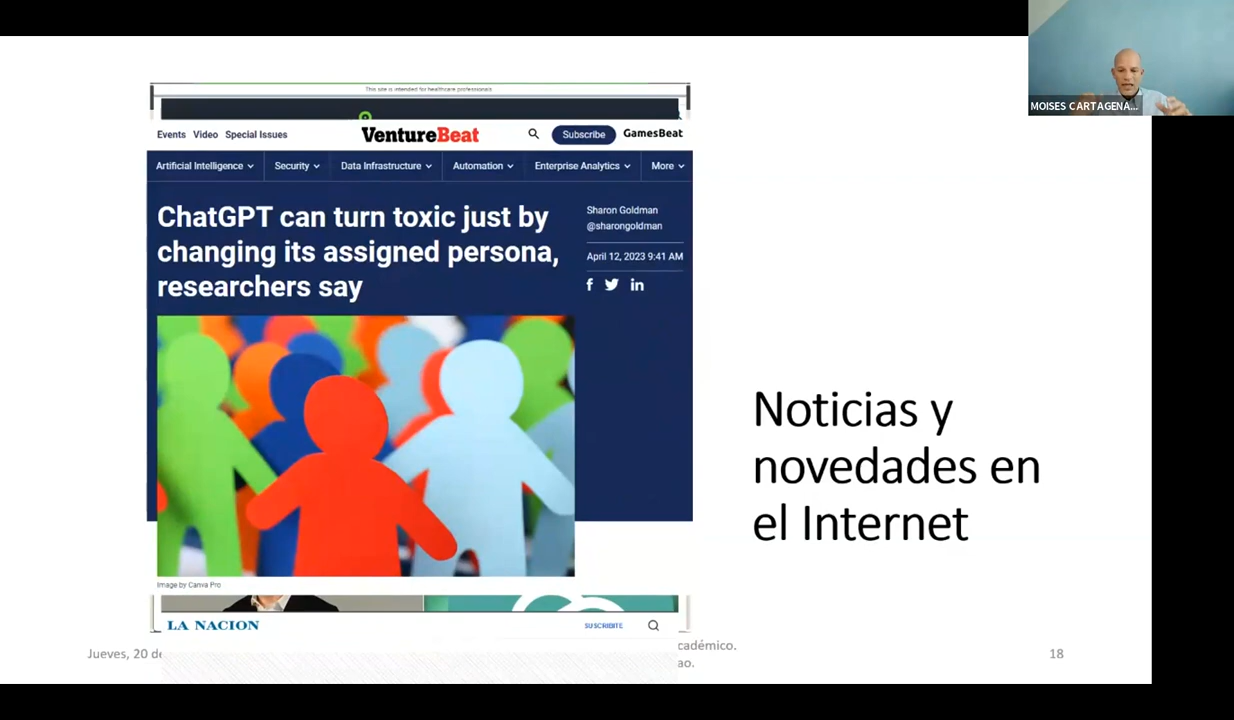 MOISES CARTAGENA...
This site is intended for healthcare professionals
Events Video Special Issues VentureBeat Subscribe GamesBeat
Artificial Intelligence Security Data Infrastructure Automation Enterprise Analytics More
ChatGPT can turn toxic just by
changing its assigned persona,
researchers say
Sharon Goldman
@sharongoldman
April 12, 2023 9:41 AM
Image by Canva Pro
Noticias y
novedades en
el Internet
LA NACION SUSCRIBITE
Jueves, 20 de
cadémico.
ao.
18